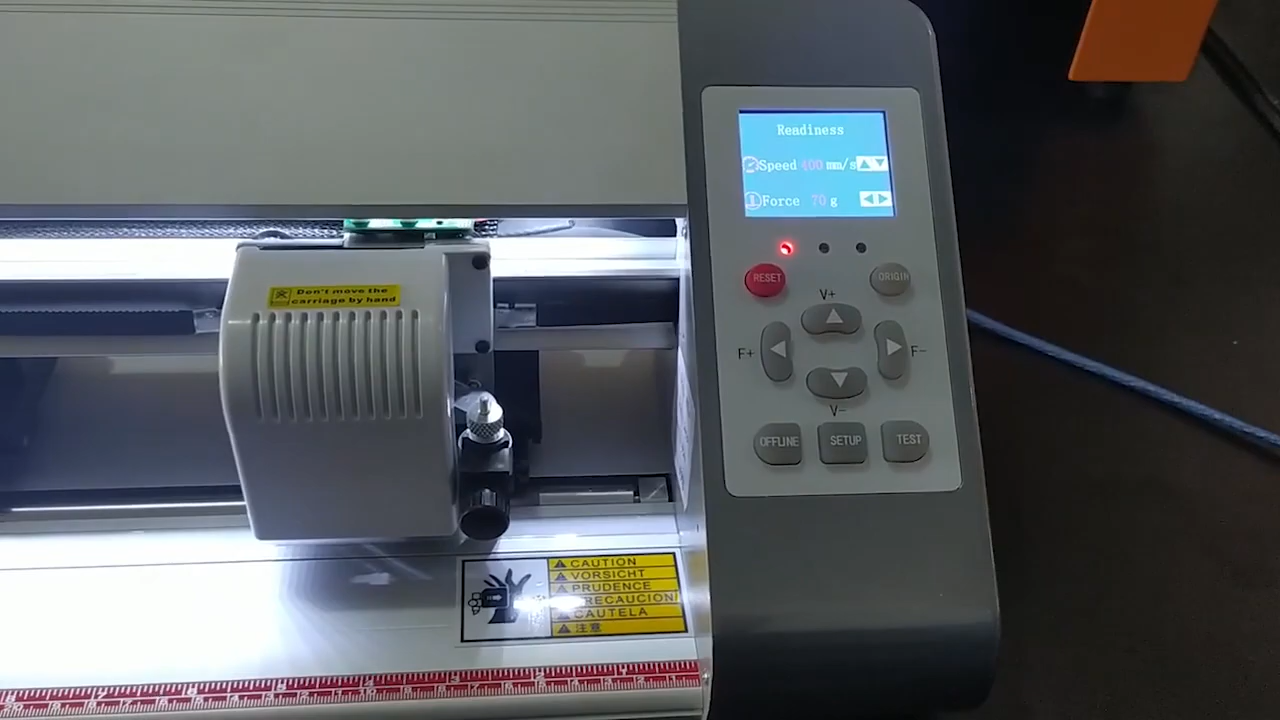 Readiness
Speed 400 mm/s
Force 70 g
RESET
ORIGIN
V+
F+
F-
V-
OFFLINE
SETUP
TEST
Don't move the
carriage by hand
CAUTION
VORSICHT
PRUDENCE
PRECAUCION
CAUTELA
注意